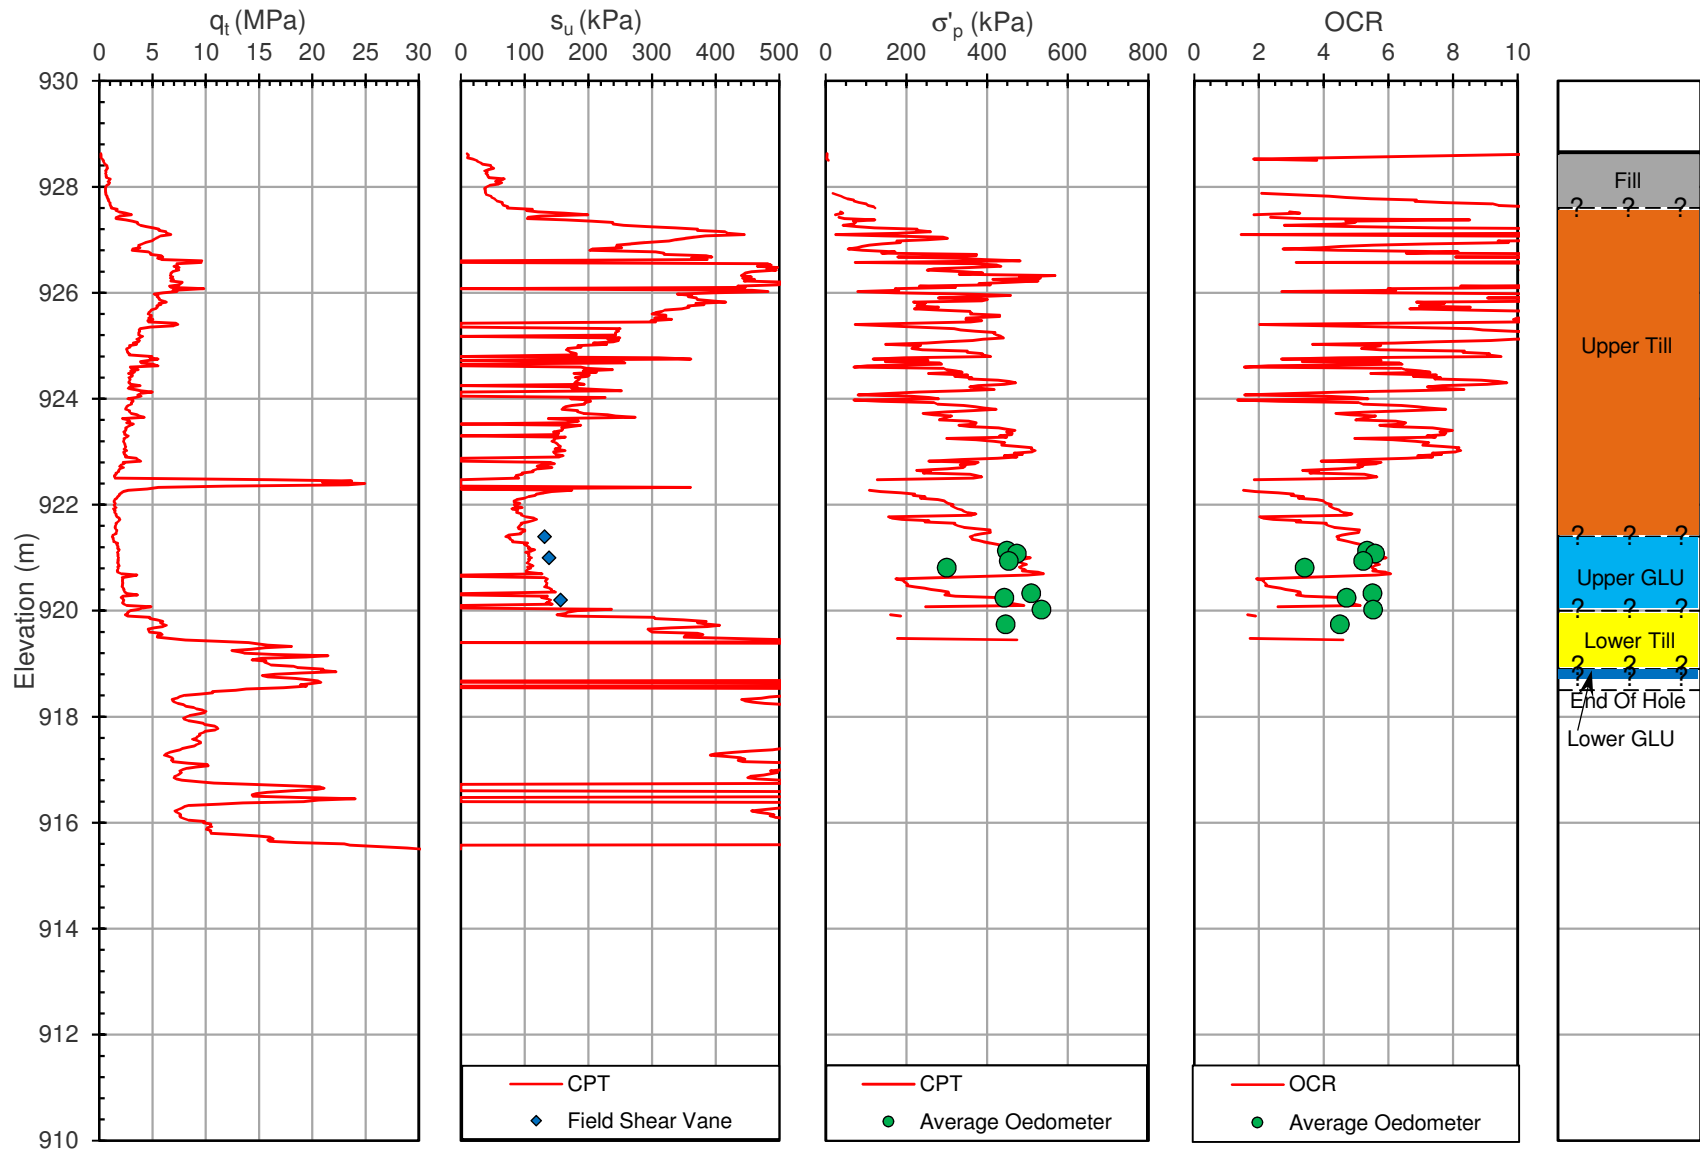 qt (MPa)
su (kPa)
σ'p (kPa)
OCR
0 5 10 15 20 25 30
0 100 200 300 400 500
0 200 400 600 800
0 2 4 6 8 10
930
928
926
924
922
920
918
916
914
912
910
Elevation (m)
Fill
? ? ?
Upper Till
? ? ?
Upper GLU
? ? ?
Lower Till
? ? ?
? ? ?
End Of Hole
Lower GLU
CPT
Field Shear Vane
CPT
Average Oedometer
OCR
Average Oedometer